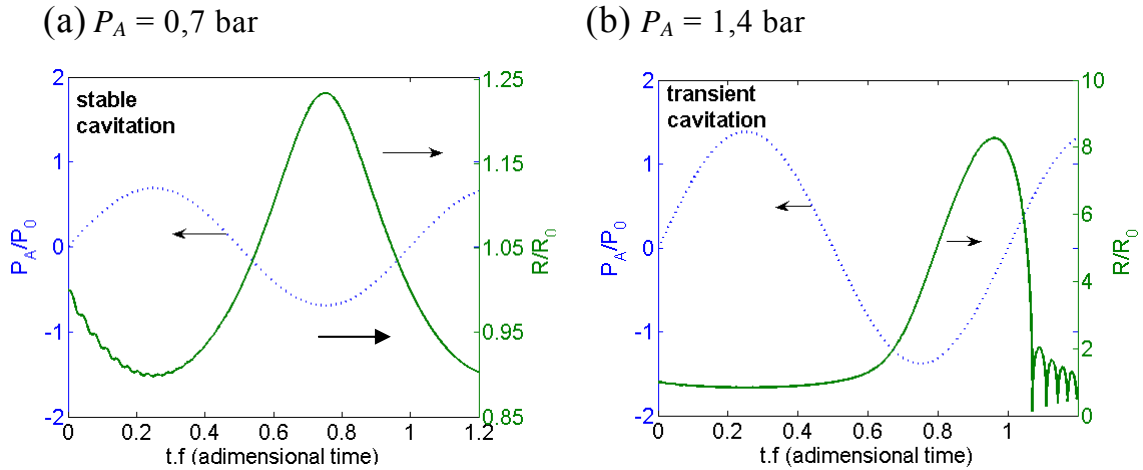 (a) P_A = 0,7 bar
stable
cavitation
2
1
0
-1
-2
P_A/P_0
1.25
1.15
1.05
0.95
0.85
R/R_0
0 0.2 0.4 0.6 0.8 1 1.2
t.f (adimensional time)
(b) P_A = 1,4 bar
transient
cavitation
2
1
0
-1
-2
P_A/P_0
10
8
6
4
2
0
R/R_0
0 0.2 0.4 0.6 0.8 1
t.f (adimensional time)